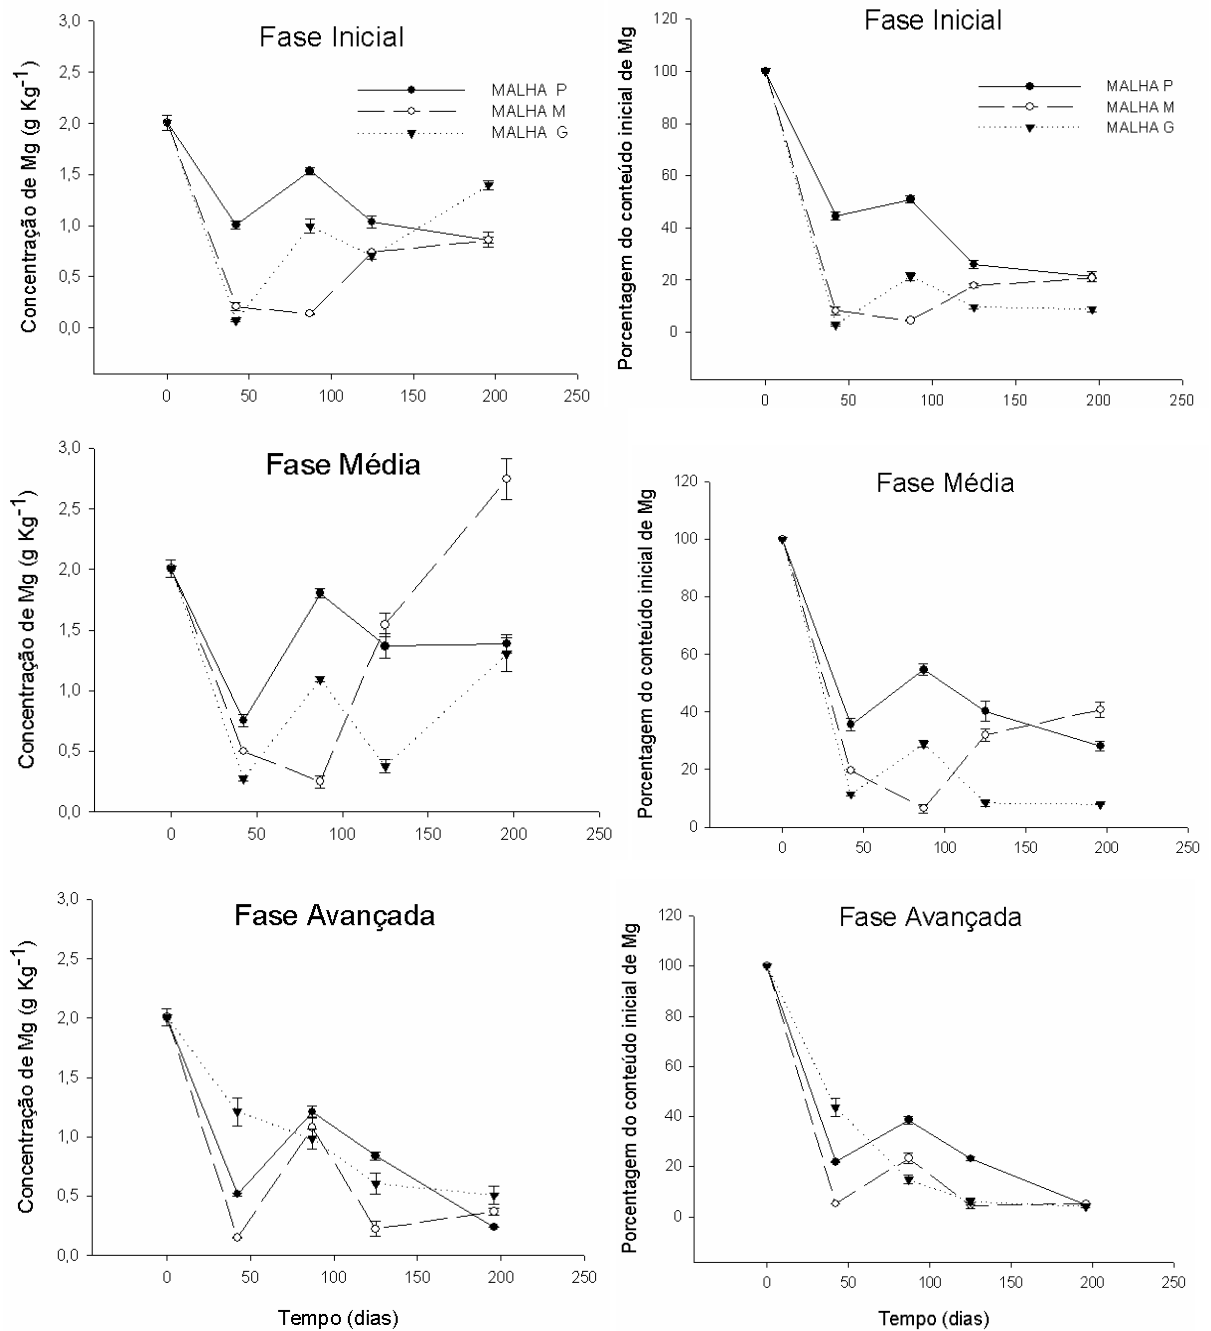 Fase Inicial
Concentração de Mg (g Kg-1)
3,0
2,5
2,0
1,5
1,0
0,5
0,0
MALHA P
MALHA M
MALHA G
0 50 100 150 200 250
Fase Inicial
Porcentagem do conteúdo inicial de Mg
120
100
80
60
40
20
0
MALHA P
MALHA M
MALHA G
0 50 100 150 200 250
Fase Média
Concentração de Mg (g Kg-1)
3,0
2,5
2,0
1,5
1,0
0,5
0,0
0 50 100 150 200 250
Fase Média
Porcentagem do conteúdo inicial de Mg
120
100
80
60
40
20
0
0 50 100 150 200 250
Fase Avançada
Concentração de Mg (g Kg-1)
3,0
2,5
2,0
1,5
1,0
0,5
0,0
0 50 100 150 200 250
Tempo (dias)
Fase Avançada
Porcentagem do conteúdo inicial de Mg
120
100
80
60
40
20
0
0 50 100 150 200 250
Tempo (dias)